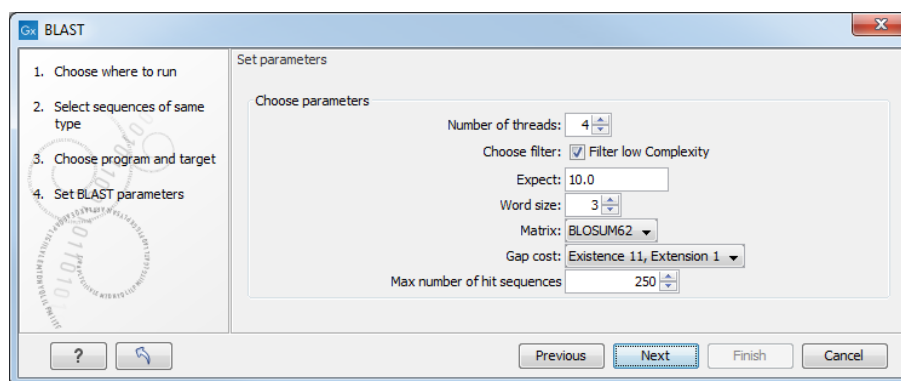 Gx BLAST
1. Choose where to run
2. Select sequences of same
type
3. Choose program and target
4. Set BLAST parameters
Set parameters
Choose parameters
Number of threads: 4
Choose filter: Filter low Complexity
Expect: 10.0
Word size: 3
Matrix: BLOSUM62
Gap cost: Existence 11, Extension 1
Max number of hit sequences 250
? Previous Next Finish Cancel